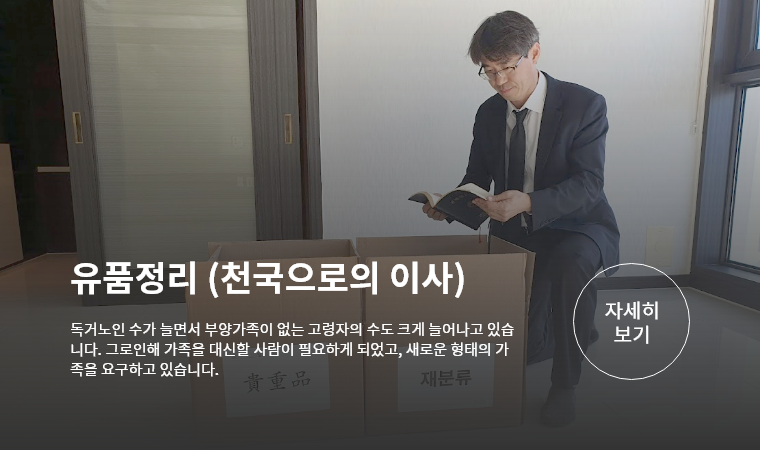 유품정리 (천국으로의 이사)
독거노인 수가 늘면서 부양가족이 없는 고령자의 수도 크게 늘어나고 있습
니다. 그로인해 가족을 대신할 사람이 필요하게 되었고, 새로운 형태의 가
족을 요구하고 있습니다.
자세히
보기
貴重品
재분류